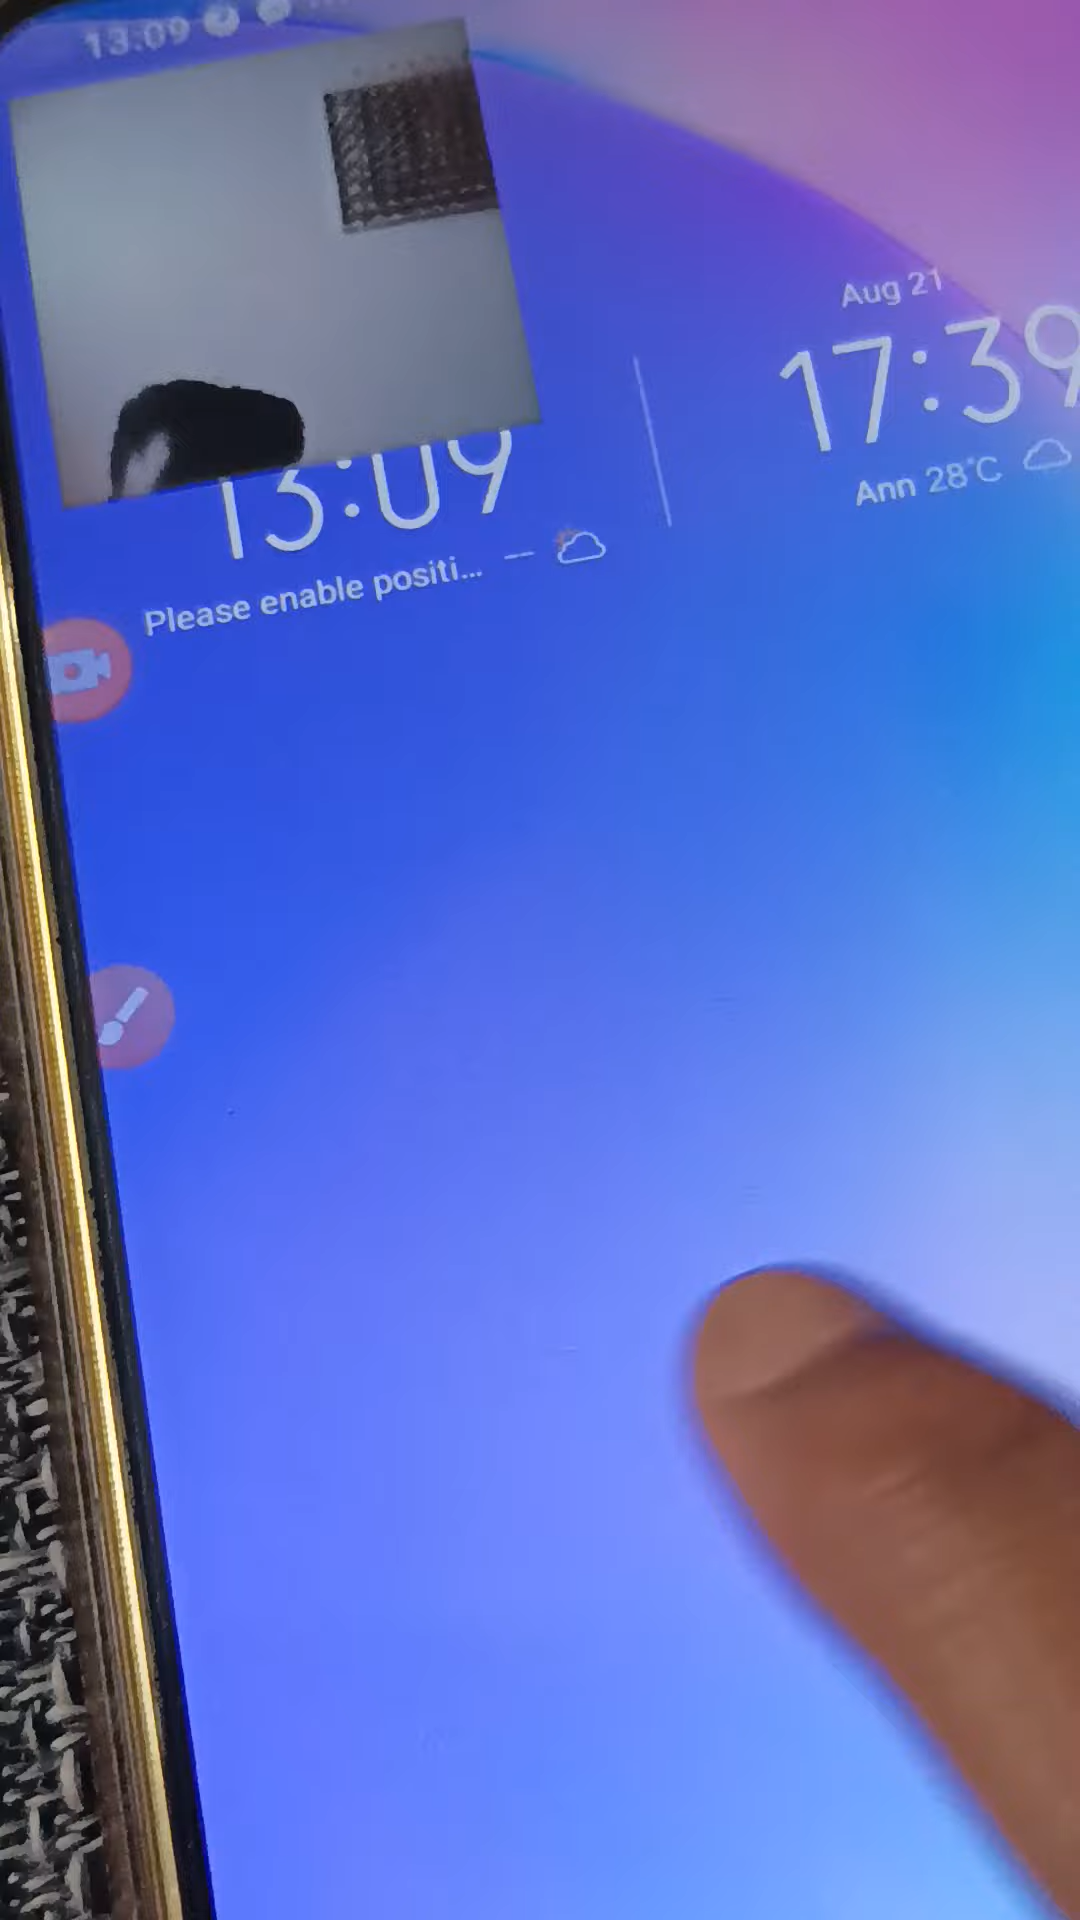 13:09
Aug 21
17:39
Ann 28°C
13:09
Please enable positi... —